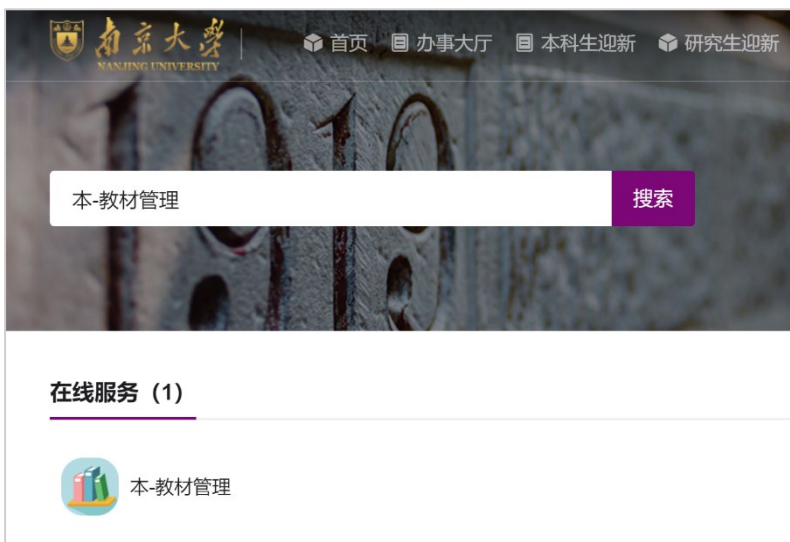 南京大学
NANJING UNIVERSITY
首页 办事大厅 本科生迎新 研究生迎新
1919
本-教材管理 搜索
在线服务（1）
本-教材管理